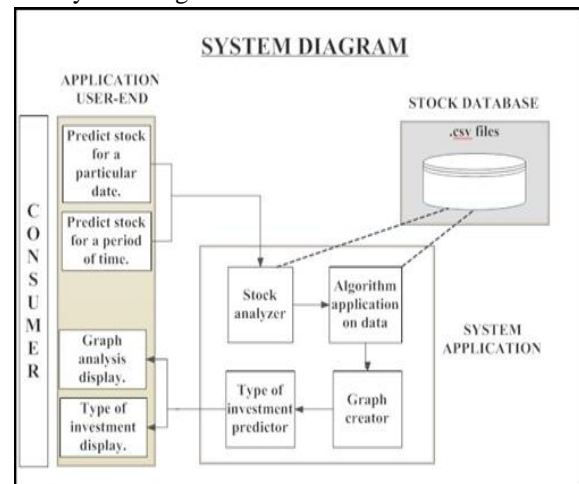 SYSTEM DIAGRAM
APPLICATION
USER-END
Predict stock
for a
particular
date.
Predict stock
for a period
of time.
Graph
analysis
display.
Type of
investment
display.
CONSUMER
STOCK DATABASE
.csv files
Stock
analyzer
Algorithm
application
on data
Type of
investment
predictor
Graph
creator
SYSTEM
APPLICATION